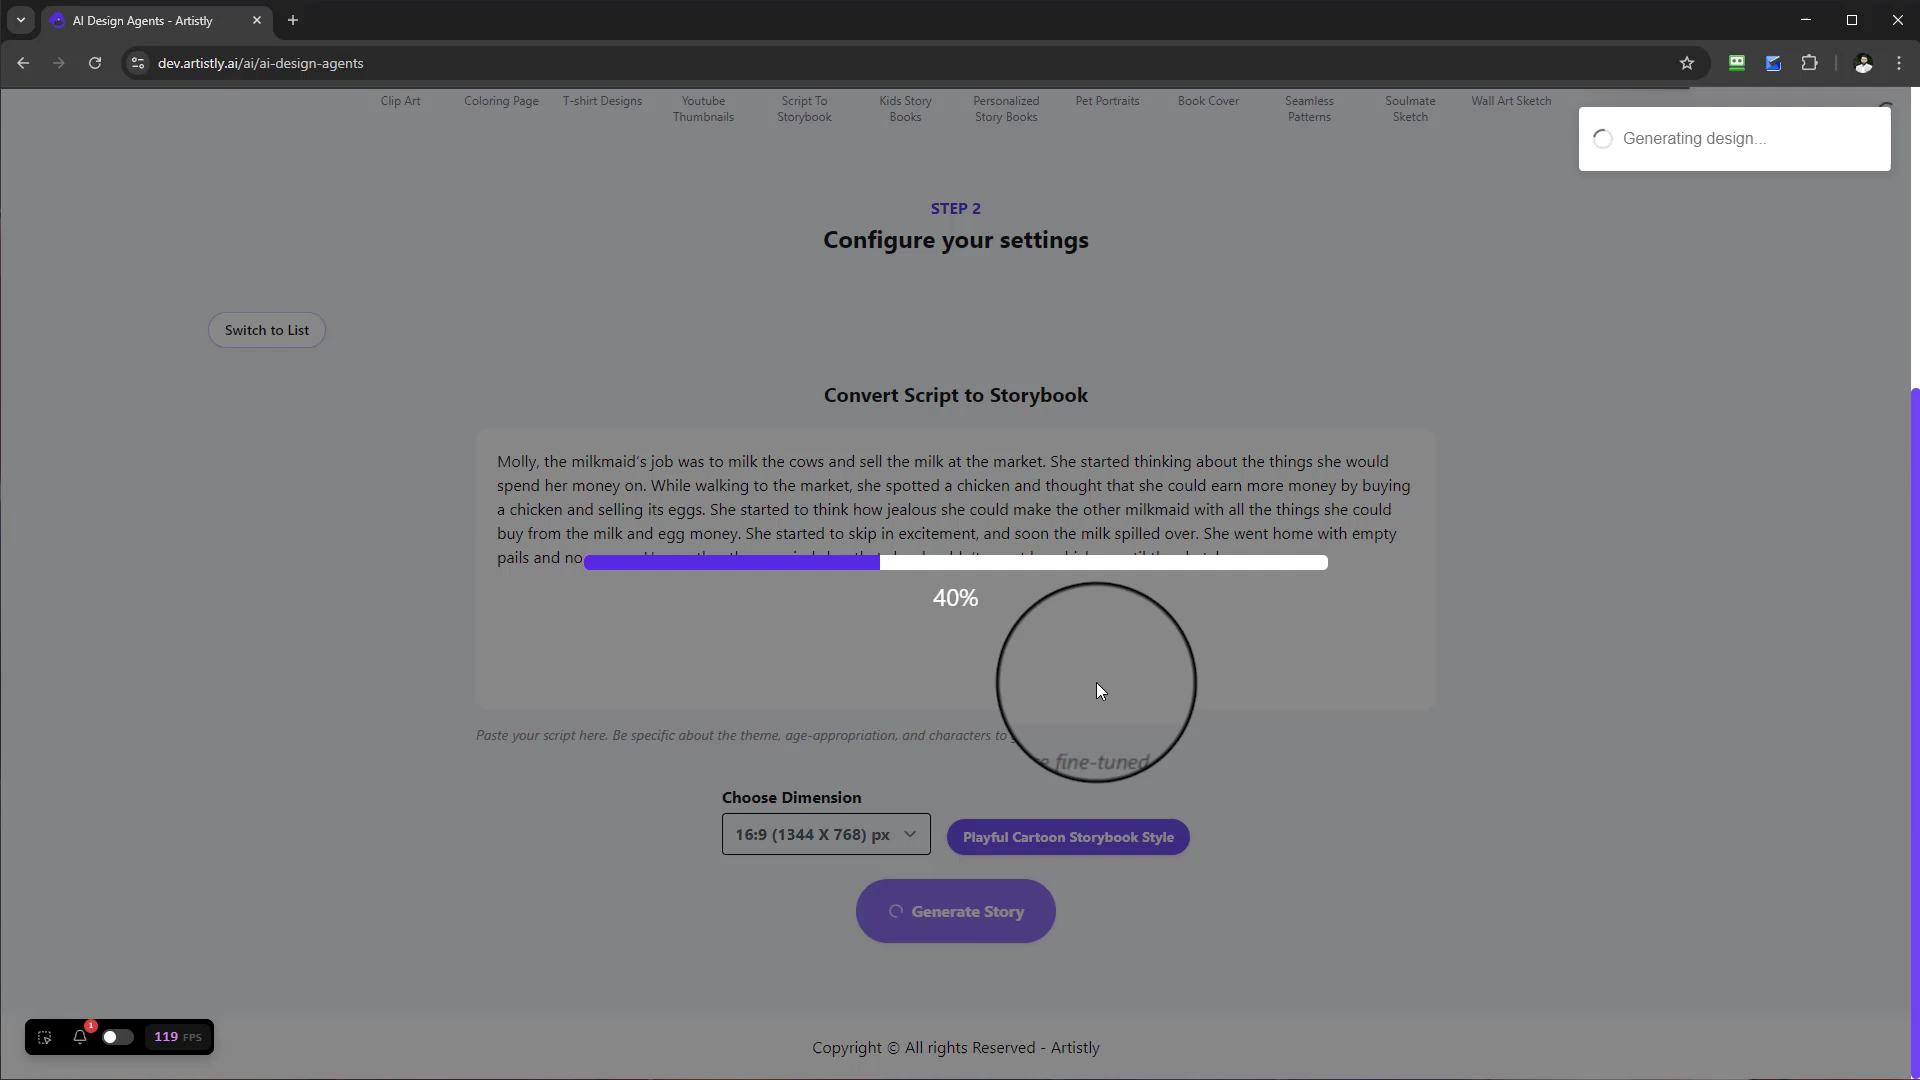 AI Design Agents - Artistly
dev.artistly.ai/ai/ai-design-agents
Clip Art
Coloring Page
T-shirt Designs
Youtube
Thumbnails
Script To
Storybook
Kids Story
Books
Personalized
Story Books
Pet Portraits
Book Cover
Seamless
Patterns
Soulmate
Sketch
Wall Art Sketch
Generating design...
STEP 2
Configure your settings
Switch to List
Convert Script to Storybook
Molly, the milkmaid's job was to milk the cows and sell the milk at the market. She started thinking about the things she would
spend her money on. While walking to the market, she spotted a chicken and thought that she could earn more money by buying
a chicken and selling its eggs. She started to think how jealous she could make the other milkmaid with all the things she could
buy from the milk and egg money. She started to skip in excitement, and soon the milk spilled over. She went home with empty
pails and no
40%
Paste your script here. Be specific about the theme, age-appropriation, and characters to
fine-tuned
Choose Dimension
16:9 (1344 X 768) px
Playful Cartoon Storybook Style
Generate Story
1
119 FPS
Copyright © All rights Reserved - Artistly